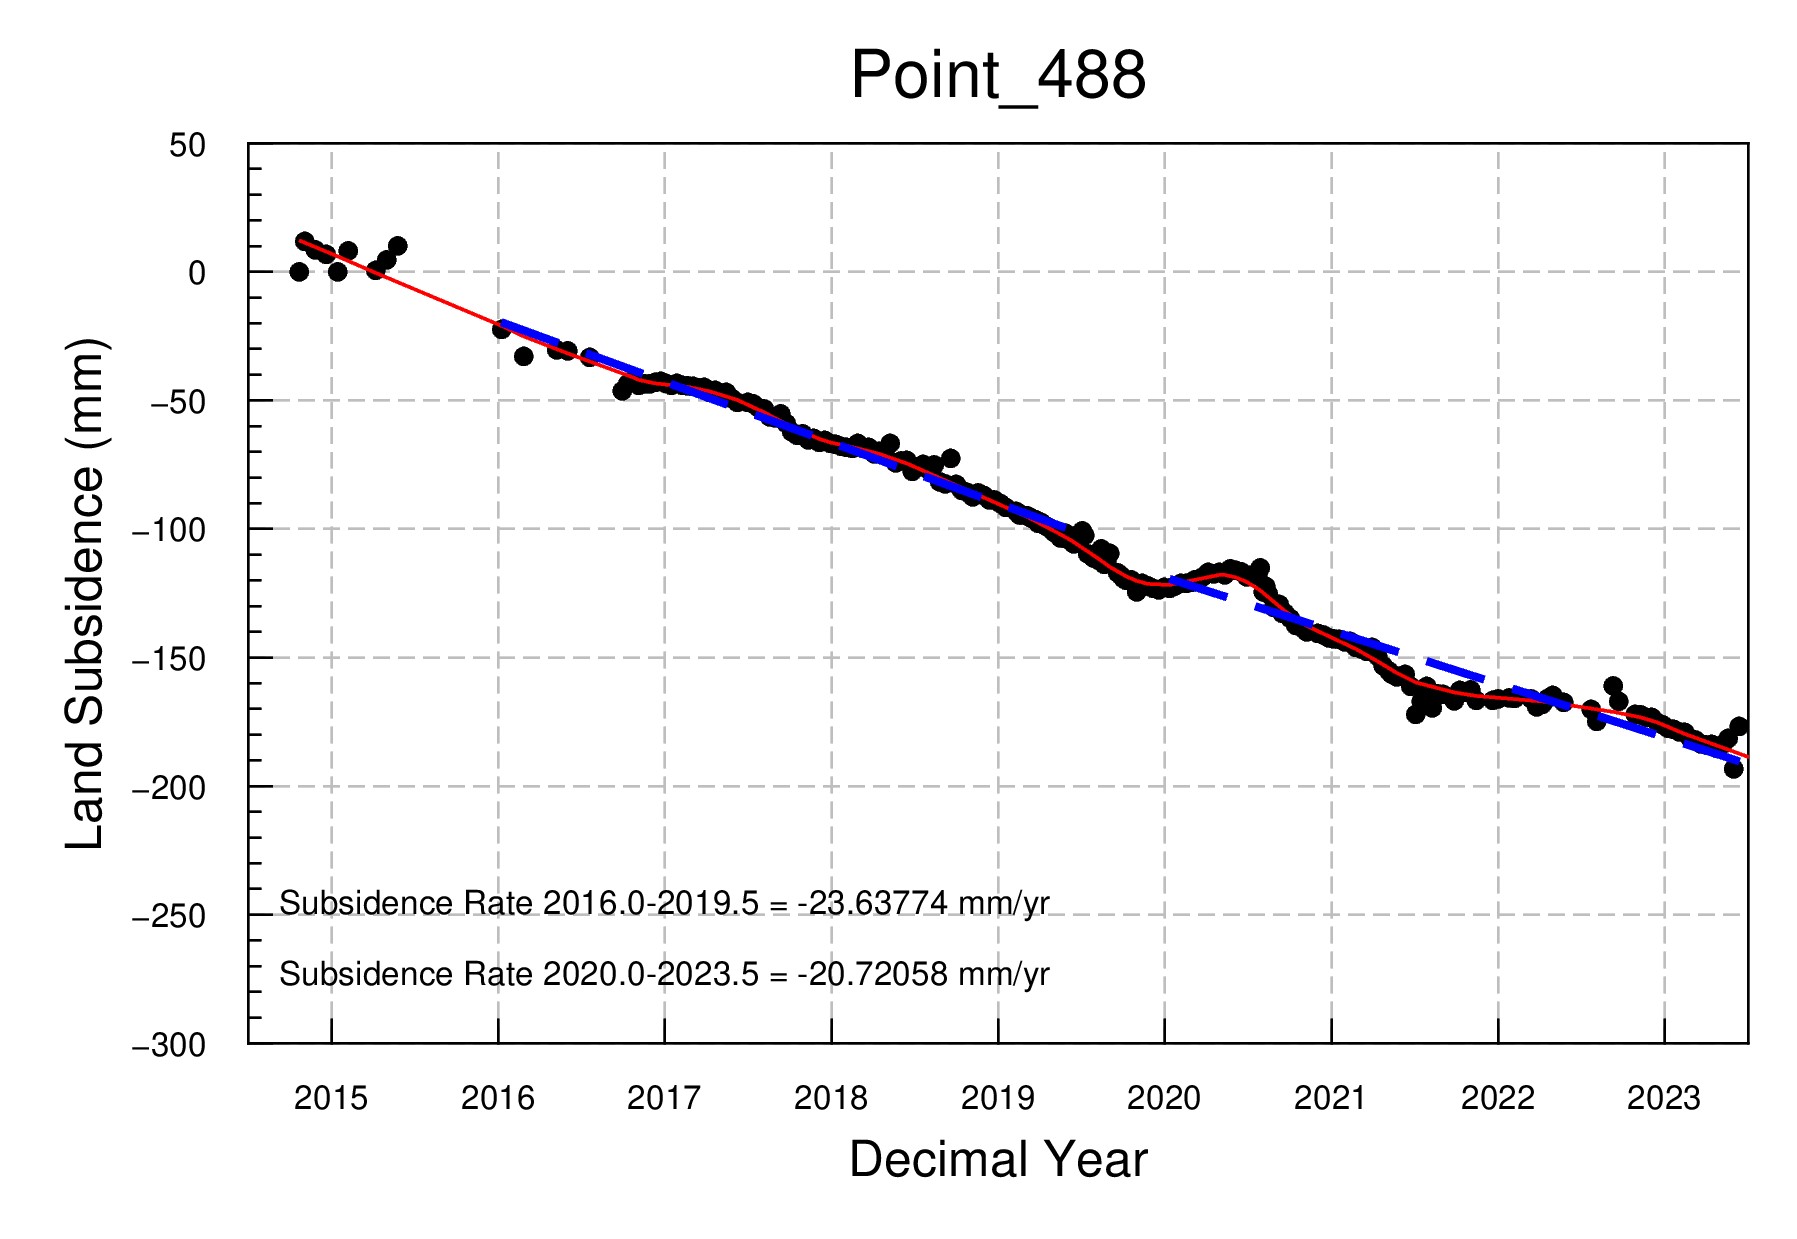 Point_488
50
0
−50
−100
−150
−200
−250
−300
Land Subsidence (mm)
Subsidence Rate 2016.0-2019.5 = -23.63774 mm/yr
Subsidence Rate 2020.0-2023.5 = -20.72058 mm/yr
2015 2016 2017 2018 2019 2020 2021 2022 2023
Decimal Year